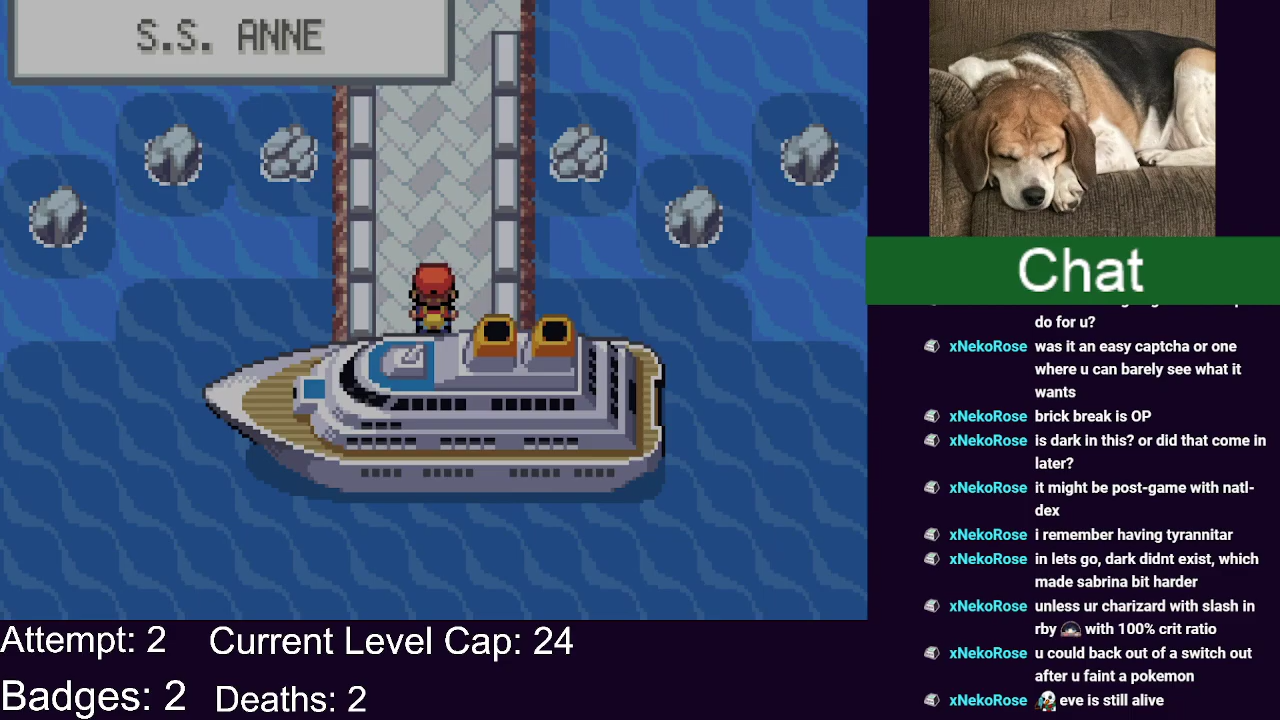 S.S. ANNE
Chat
do for u?
xNekoRose was it an easy captcha or one
where u can barely see what it
wants
xNekoRose brick break is OP
xNekoRose is dark in this? or did that come in
later?
xNekoRose it might be post-game with natl-
dex
xNekoRose i remember having tyrannitar
xNekoRose in lets go, dark didnt exist, which
made sabrina bit harder
xNekoRose unless ur charizard with slash in
rby with 100% crit ratio
xNekoRose u could back out of a switch out
after u faint a pokemon
xNekoRose eve is still alive
Attempt: 2 Current Level Cap: 24
Badges: 2 Deaths: 2